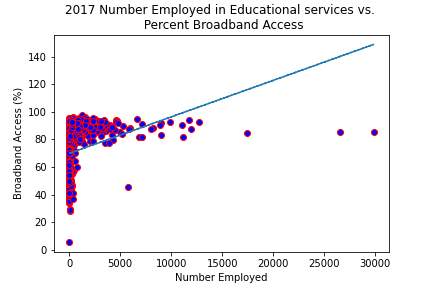 2017 Number Employed in Educational services vs.
Percent Broadband Access
140
120
100
80
60
40
20
0
Broadband Access (%)
0 5000 10000 15000 20000 25000 30000
Number Employed